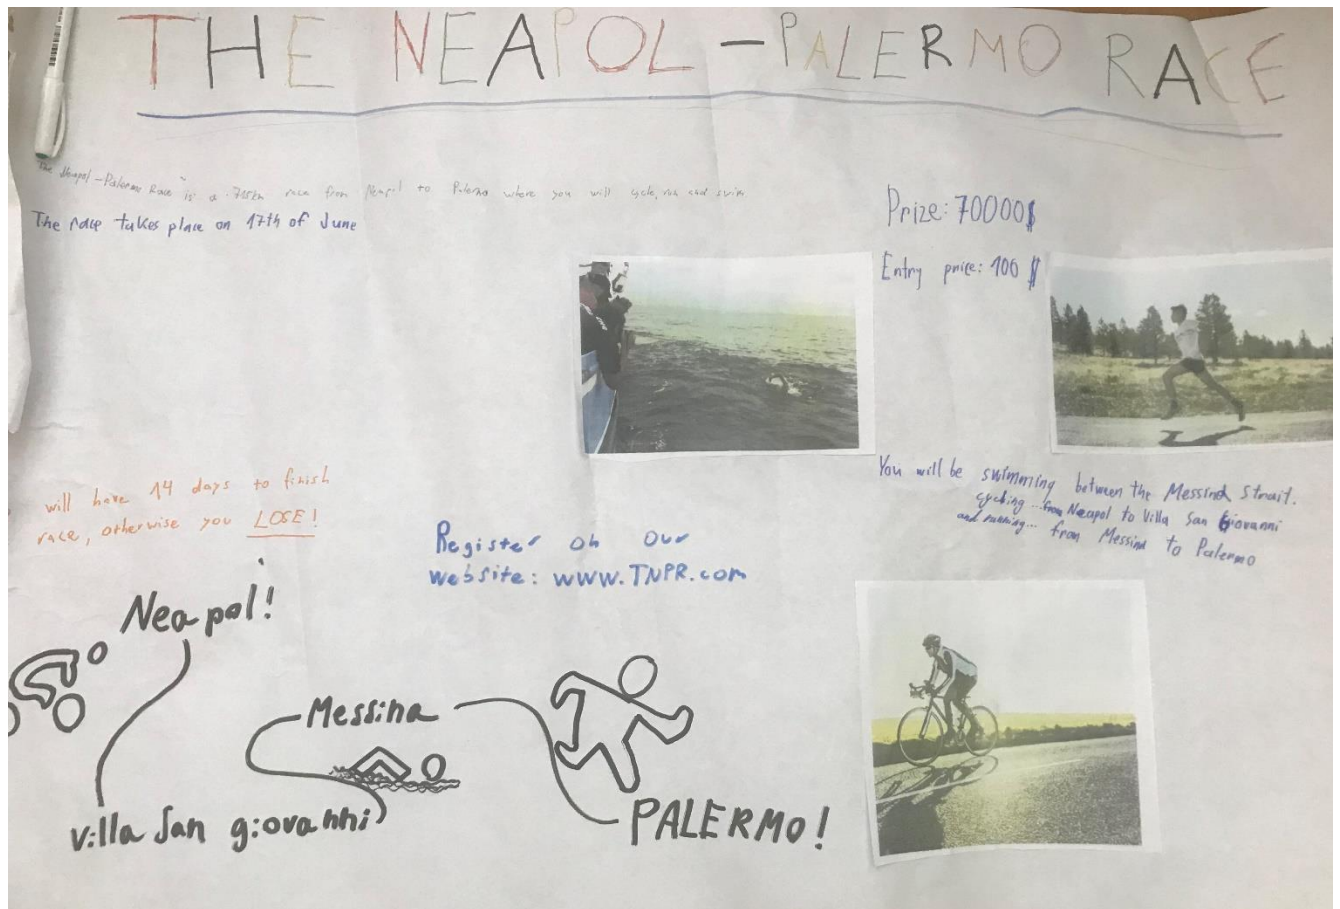 THE NEAPOL - PALERMO RACE
The Neapol - Palermo Race is a race from Neapol to Palermo where you will cycle, run and swim
The race takes place on 17th of June
Prize: 70000$
Entry price: 100 $
You will be swimming between the Messina Strait.
cycling... from Neapol to Villa San Giovanni
and running... from Messina to Palermo
will have 14 days to finish
race, otherwise you LOSE!
Register on our
website: www.TNPR.com
Neapol!
Messina
villa San giovanni
PALERMO!